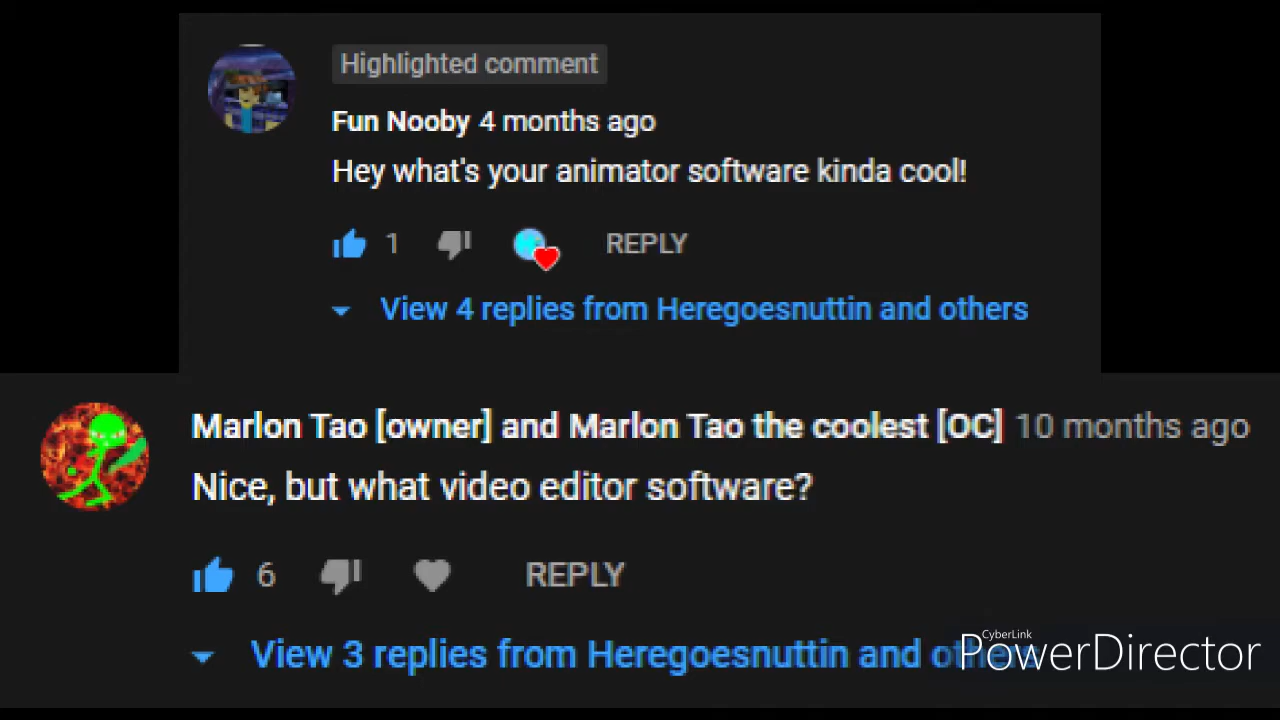 Highlighted comment
Fun Nooby 4 months ago
Hey what's your animator software kinda cool!
1 REPLY
View 4 replies from Heregoesnuttin and others
Marlon Tao [owner] and Marlon Tao the coolest [OC] 10 months ago
Nice, but what video editor software?
6 REPLY
View 3 replies from Heregoesnuttin and others
CyberLink
PowerDirector